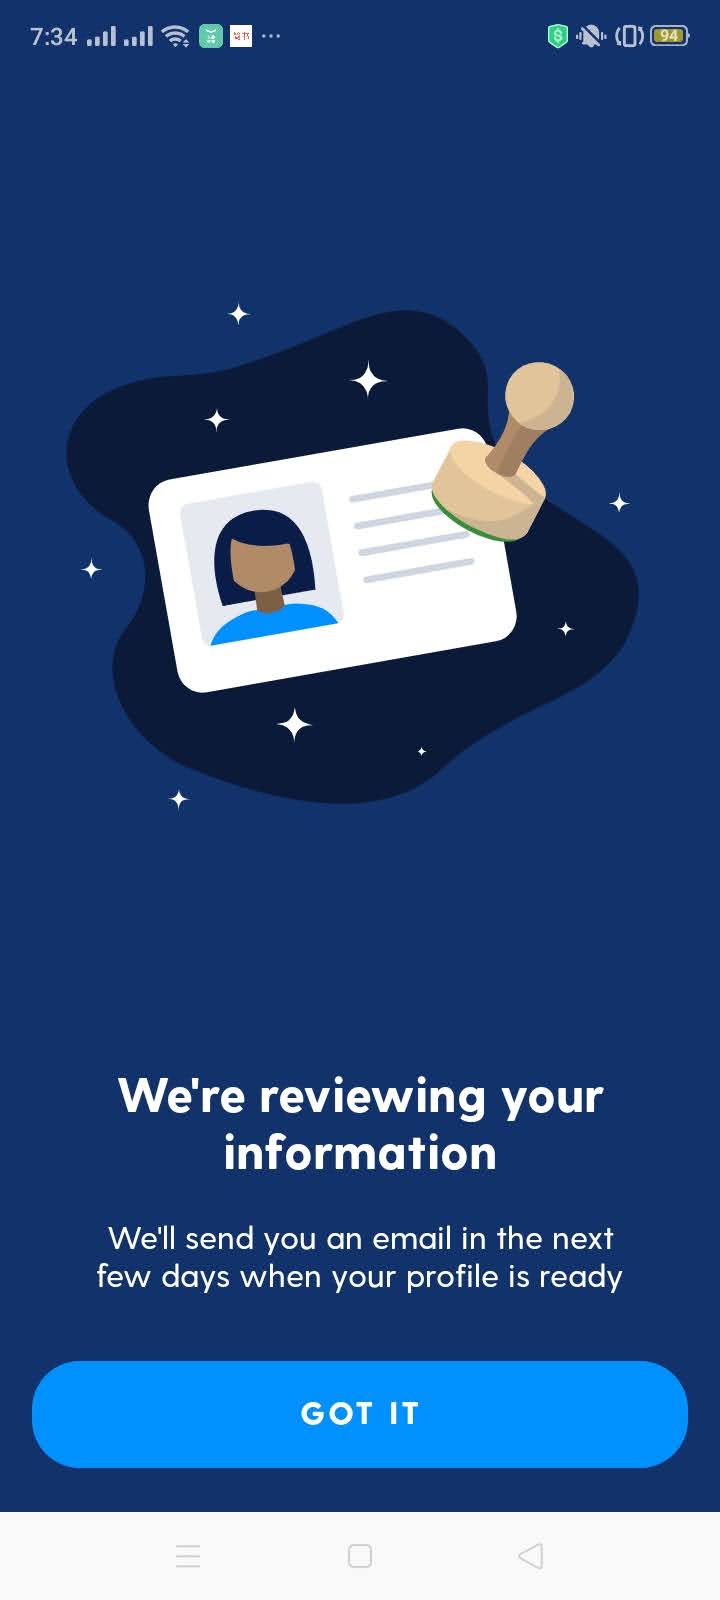 7:34
94
We're reviewing your
information
We'll send you an email in the next
few days when your profile is ready
GOT IT